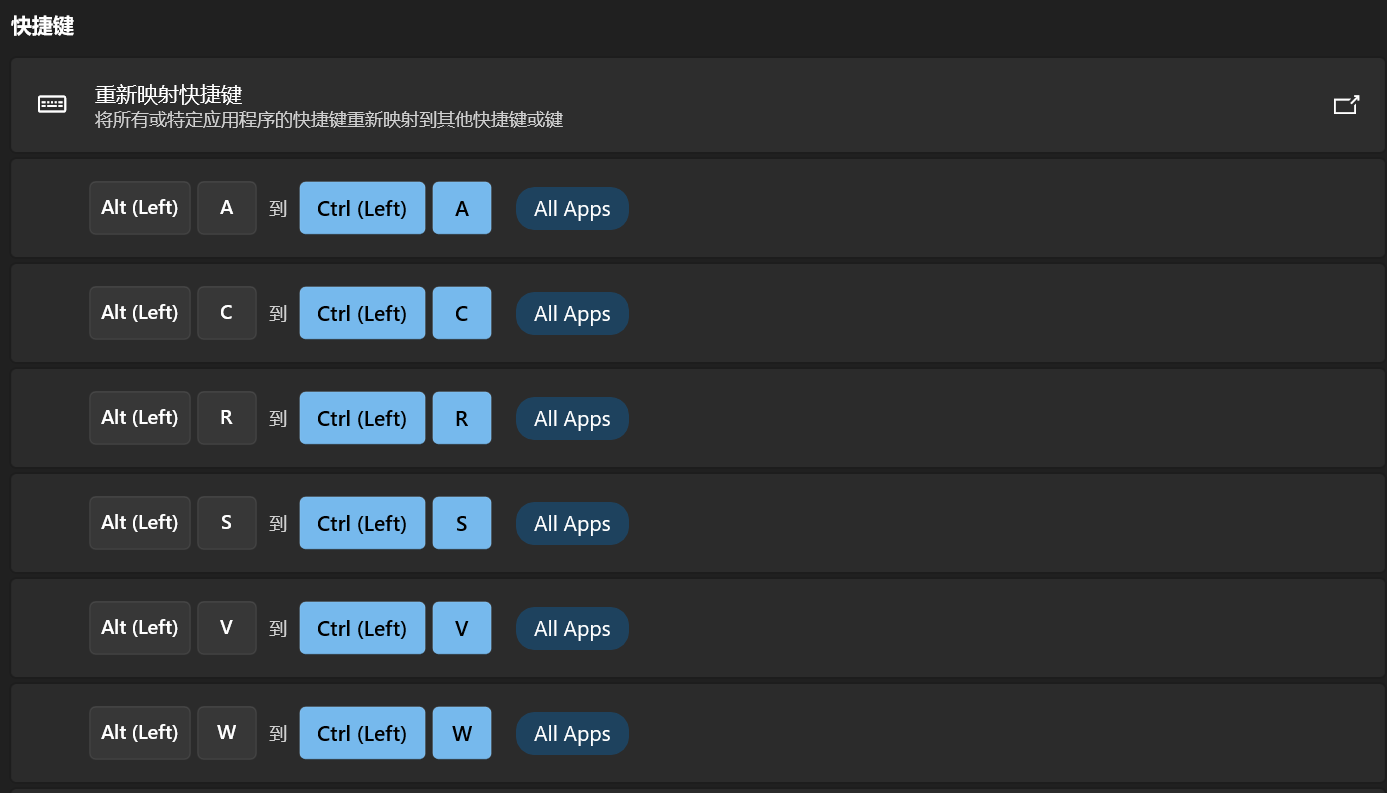 快捷键
重新映射快捷键
将所有或特定应用程序的快捷键重新映射到其他快捷键或键
Alt (Left) A 到 Ctrl (Left) A All Apps
Alt (Left) C 到 Ctrl (Left) C All Apps
Alt (Left) R 到 Ctrl (Left) R All Apps
Alt (Left) S 到 Ctrl (Left) S All Apps
Alt (Left) V 到 Ctrl (Left) V All Apps
Alt (Left) W 到 Ctrl (Left) W All Apps